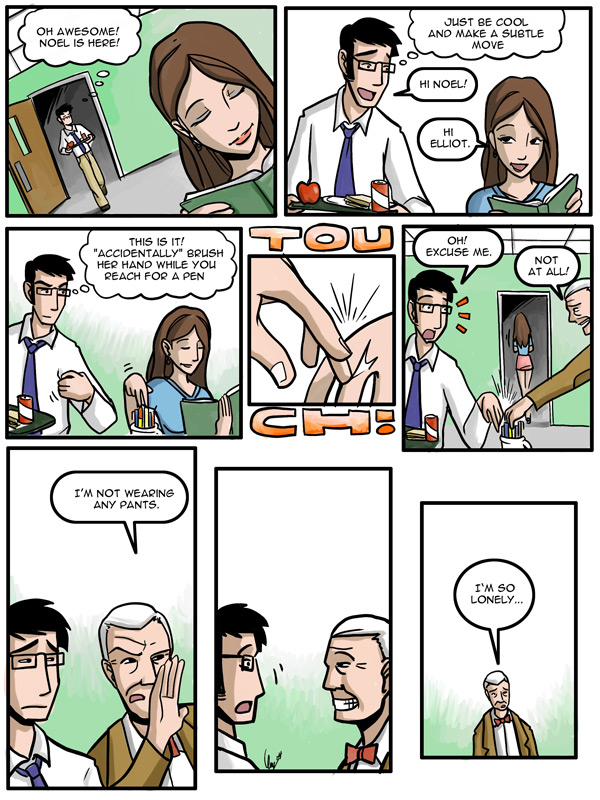 OH AWESOME!
NOEL IS HERE!
JUST BE COOL
AND MAKE A SUBTLE
MOVE
HI NOEL!
HI
ELLIOT.
THIS IS IT!
"ACCIDENTALLY" BRUSH
HER HAND WHILE YOU
REACH FOR A PEN
TOU
CH!
OH!
EXCUSE ME.
NOT
AT ALL!
I'M NOT WEARING
ANY PANTS.
I'M SO
LONELY...